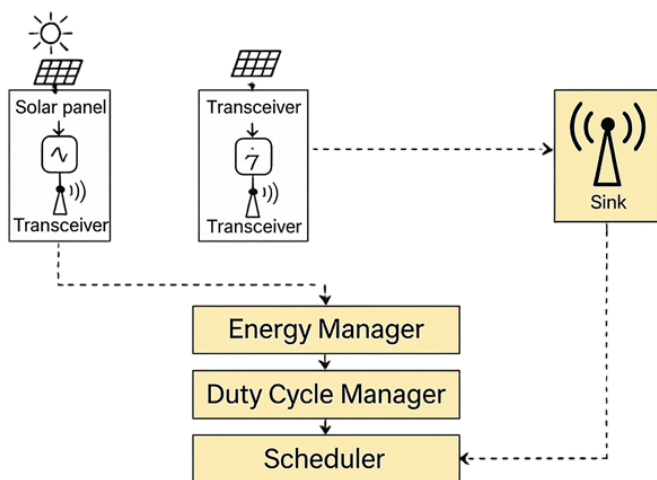 Solar panel
Transceiver
Transceiver
Transceiver
Sink
Energy Manager
Duty Cycle Manager
Scheduler